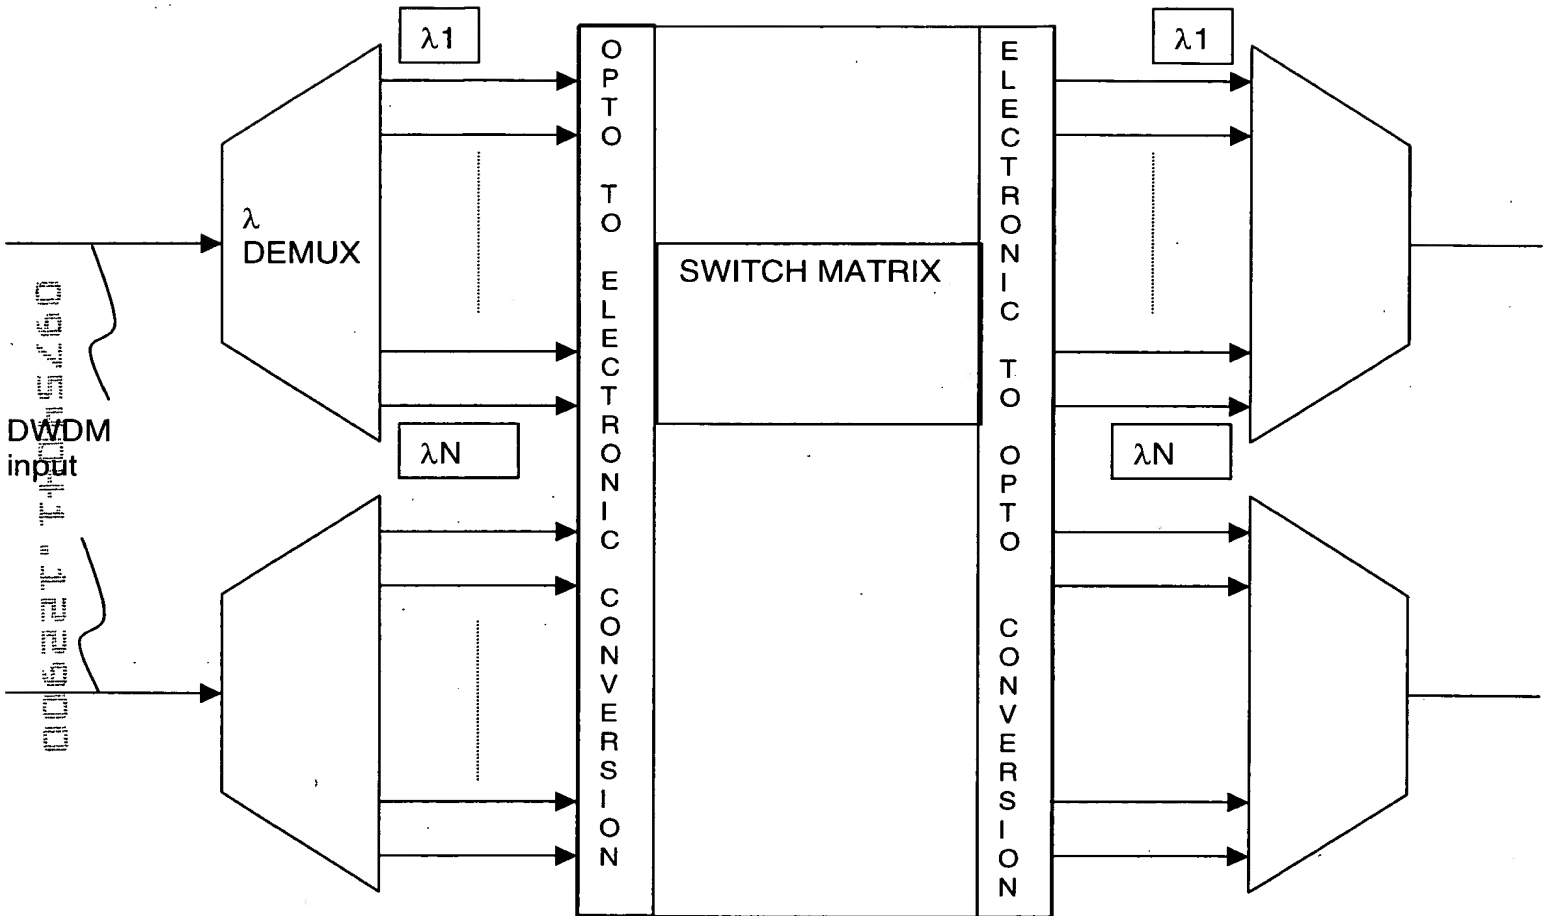 λ1
λ1
OPTO TO ELECTRONIC CONVERSION
ELECTRONIC TO OPTO CONVERSION
λ
DEMUX
SWITCH MATRIX
DWDM
input
λN
λN